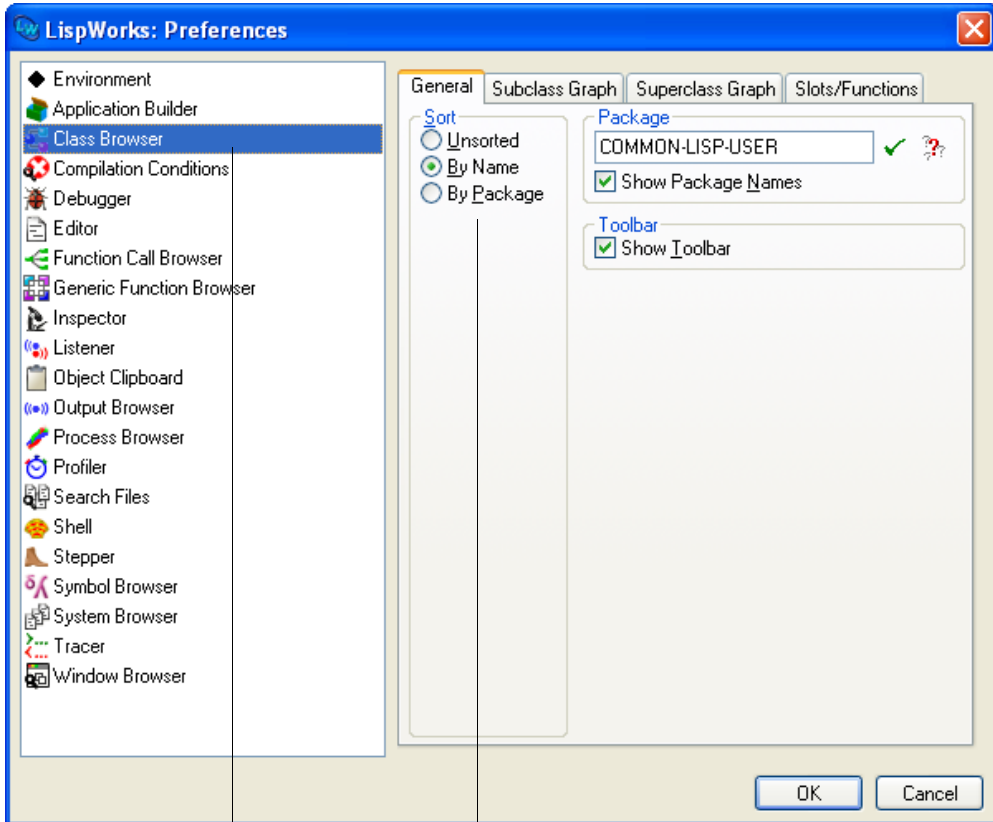 LispWorks: Preferences
Environment
Application Builder
Class Browser
Compilation Conditions
Debugger
Editor
Function Call Browser
Generic Function Browser
Inspector
Listener
Object Clipboard
Output Browser
Process Browser
Profiler
Search Files
Shell
Stepper
Symbol Browser
System Browser
Tracer
Window Browser
General
Subclass Graph
Superclass Graph
Slots/Functions
Sort
Unsorted
By Name
By Package
Package
COMMON-LISP-USER
Show Package Names
Toolbar
Show Toolbar
OK
Cancel